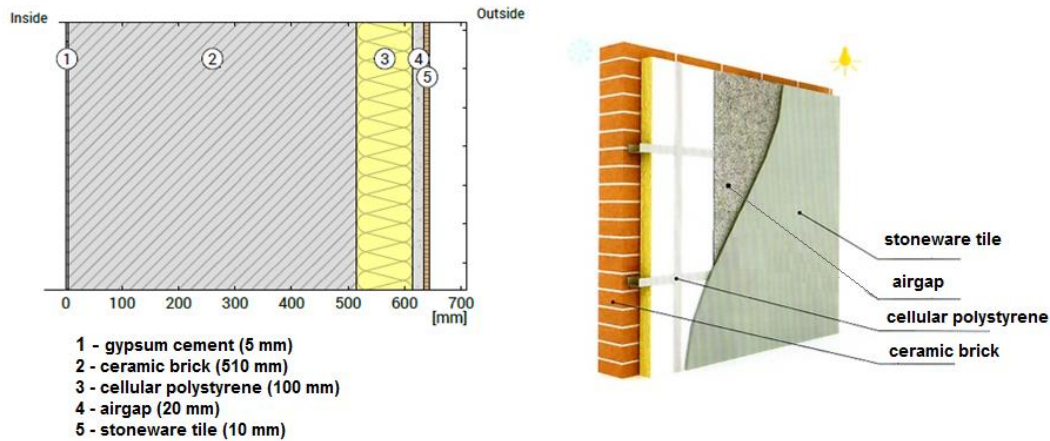 Inside
Outside
1
2
3
4
5
0 100 200 300 400 500 600 700
[mm]
1 - gypsum cement (5 mm)
2 - ceramic brick (510 mm)
3 - cellular polystyrene (100 mm)
4 - airgap (20 mm)
5 - stoneware tile (10 mm)
stoneware tile
airgap
cellular polystyrene
ceramic brick